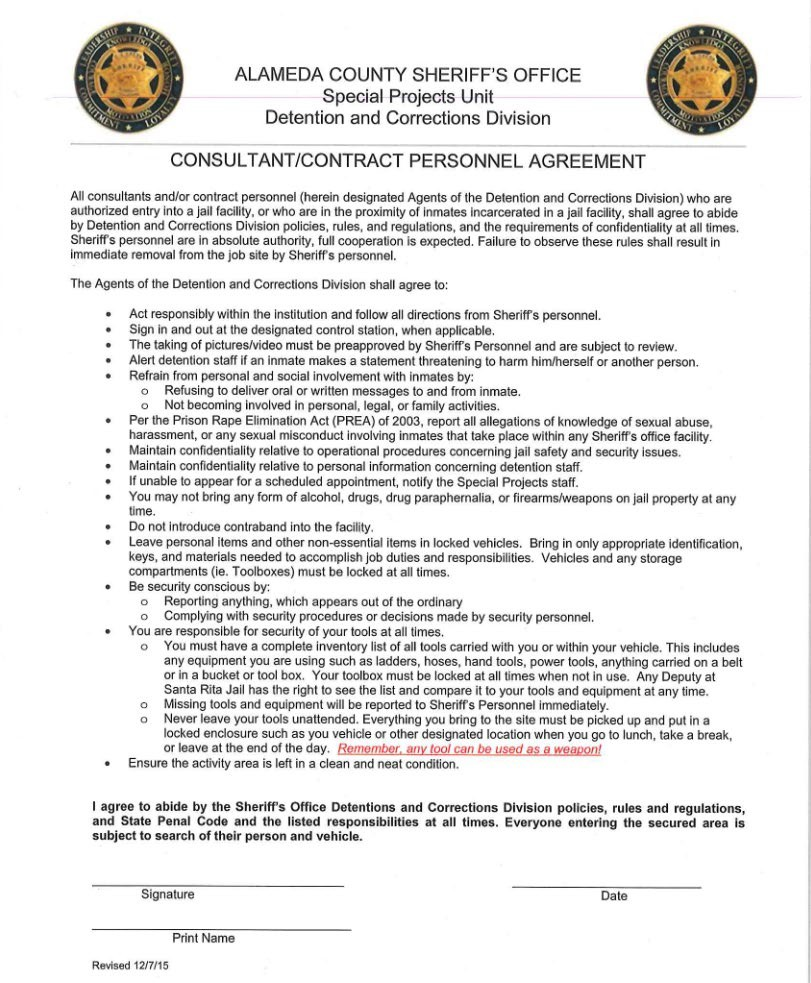 LEADERSHIP INTEGRITY
KNOWLEDGE
SHERIFF
MOTIVATION
COMMITMENT LOYALTY
LEADERSHIP INTEGRITY
KNOWLEDGE
MOTIVATION
COMMITMENT LOYALTY
ALAMEDA COUNTY SHERIFF'S OFFICE
Special Projects Unit
Detention and Corrections Division
CONSULTANT/CONTRACT PERSONNEL AGREEMENT
All consultants and/or contract personnel (herein designated Agents of the Detention and Corrections Division) who are
authorized entry into a jail facility, or who are in the proximity of inmates incarcerated in a jail facility, shall agree to abide
by Detention and Corrections Division policies, rules, and regulations, and the requirements of confidentiality at all times.
Sheriff's personnel are in absolute authority, full cooperation is expected. Failure to observe these rules shall result in
immediate removal from the job site by Sheriff's personnel.
The Agents of the Detention and Corrections Division shall agree to:
• Act responsibly within the institution and follow all directions from Sheriff's personnel.
• Sign in and out at the designated control station, when applicable.
• The taking of pictures/video must be preapproved by Sheriff's Personnel and are subject to review.
• Alert detention staff if an inmate makes a statement threatening to harm him/herself or another person.
• Refrain from personal and social involvement with inmates by:
o Refusing to deliver oral or written messages to and from inmate.
o Not becoming involved in personal, legal, or family activities.
• Per the Prison Rape Elimination Act (PREA) of 2003, report all allegations of knowledge of sexual abuse,
harassment, or any sexual misconduct involving inmates that take place within any Sheriff's office facility.
• Maintain confidentiality relative to operational procedures concerning jail safety and security issues.
• Maintain confidentiality relative to personal information concerning detention staff.
• If unable to appear for a scheduled appointment, notify the Special Projects staff.
• You may not bring any form of alcohol, drugs, drug paraphernalia, or firearms/weapons on jail property at any
time.
• Do not introduce contraband into the facility.
• Leave personal items and other non-essential items in locked vehicles. Bring in only appropriate identification,
keys, and materials needed to accomplish job duties and responsibilities. Vehicles and any storage
compartments (ie. Toolboxes) must be locked at all times.
• Be security conscious by:
o Reporting anything, which appears out of the ordinary
o Complying with security procedures or decisions made by security personnel.
• You are responsible for security of your tools at all times.
o You must have a complete inventory list of all tools carried with you or within your vehicle. This includes
any equipment you are using such as ladders, hoses, hand tools, power tools, anything carried on a belt
or in a bucket or tool box. Your toolbox must be locked at all times when not in use. Any Deputy at
Santa Rita Jail has the right to see the list and compare it to your tools and equipment at any time.
o Missing tools and equipment will be reported to Sheriff's Personnel immediately.
o Never leave your tools unattended. Everything you bring to the site must be picked up and put in a
locked enclosure such as you vehicle or other designated location when you go to lunch, take a break,
or leave at the end of the day. Remember, any tool can be used as a weapon!
• Ensure the activity area is left in a clean and neat condition.
I agree to abide by the Sheriff's Office Detentions and Corrections Division policies, rules and regulations,
and State Penal Code and the listed responsibilities at all times. Everyone entering the secured area is
subject to search of their person and vehicle.
Signature Date
Print Name
Revised 12/7/15